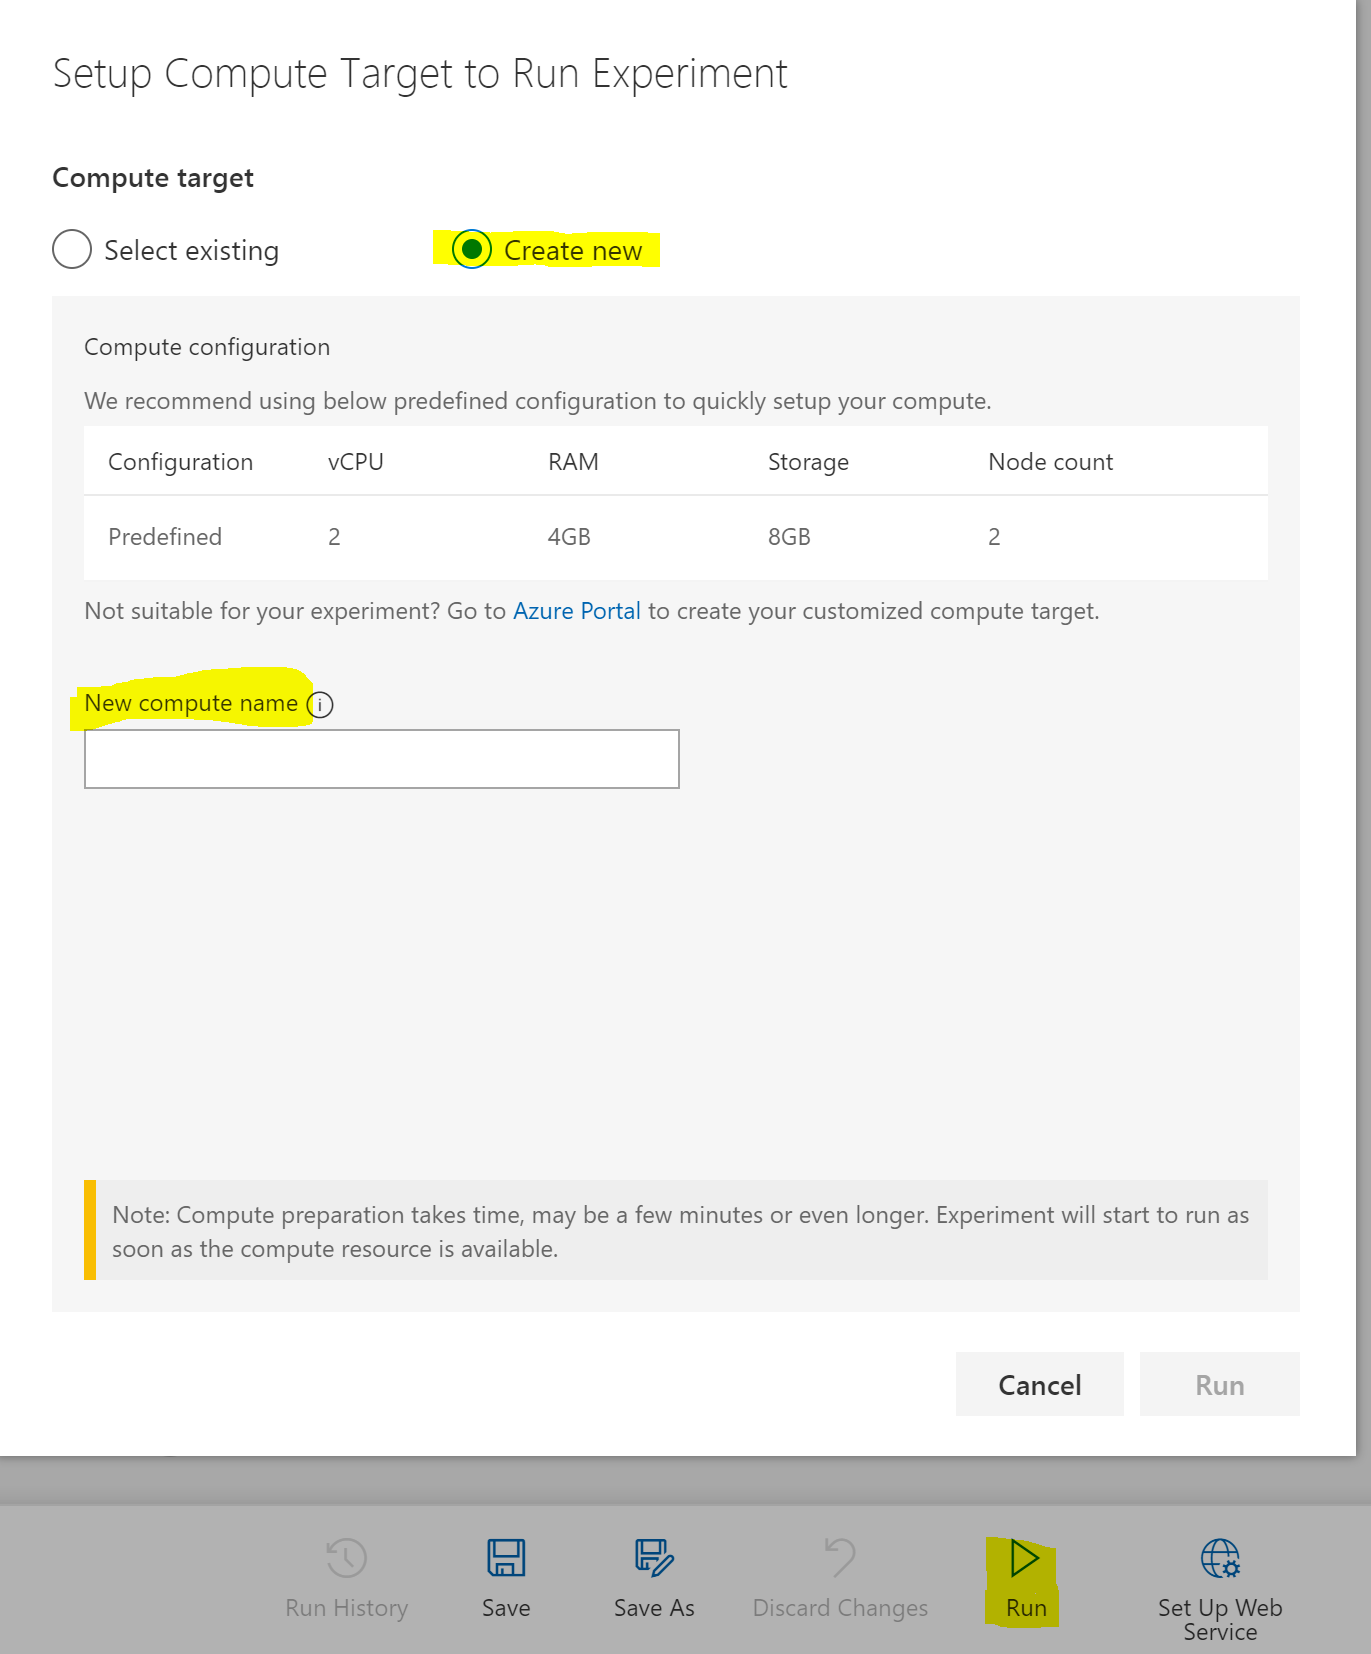 Setup Compute Target to Run Experiment
Compute target
Select existing
Create new
Compute configuration
We recommend using below predefined configuration to quickly setup your compute.
Configuration vCPU RAM Storage Node count
Predefined 2 4GB 8GB 2
Not suitable for your experiment? Go to Azure Portal to create your customized compute target.
New compute name
Note: Compute preparation takes time, may be a few minutes or even longer. Experiment will start to run as
soon as the compute resource is available.
Cancel
Run
Run History
Save
Save As
Discard Changes
Run
Set Up Web
Service